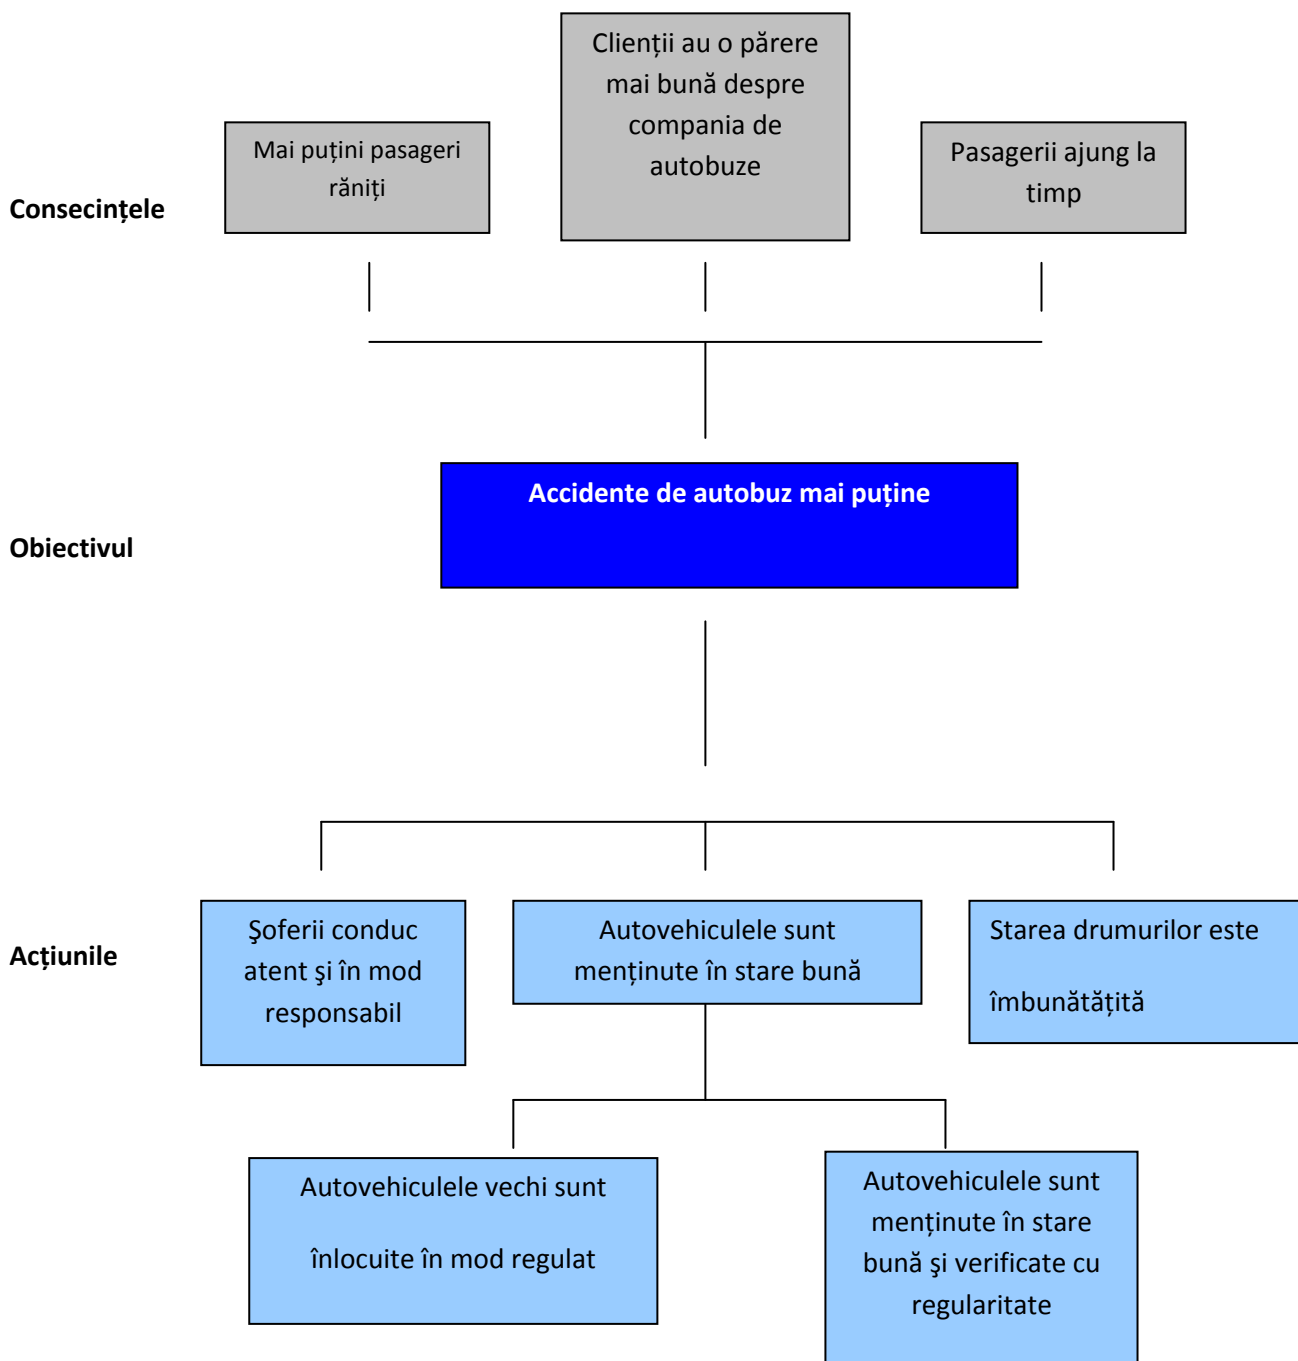 Clienții au o părere
mai bună despre
compania de
autobuze
Mai puțini pasageri
răniți
Pasagerii ajung la
timp
Consecințele
Accidente de autobuz mai puține
Obiectivul
Şoferii conduc
atent şi în mod
responsabil
Autovehiculele sunt
menținute în stare bună
Starea drumurilor este
îmbunătățită
Acțiunile
Autovehiculele vechi sunt
înlocuite în mod regulat
Autovehiculele sunt
menținute în stare
bună şi verificate cu
regularitate